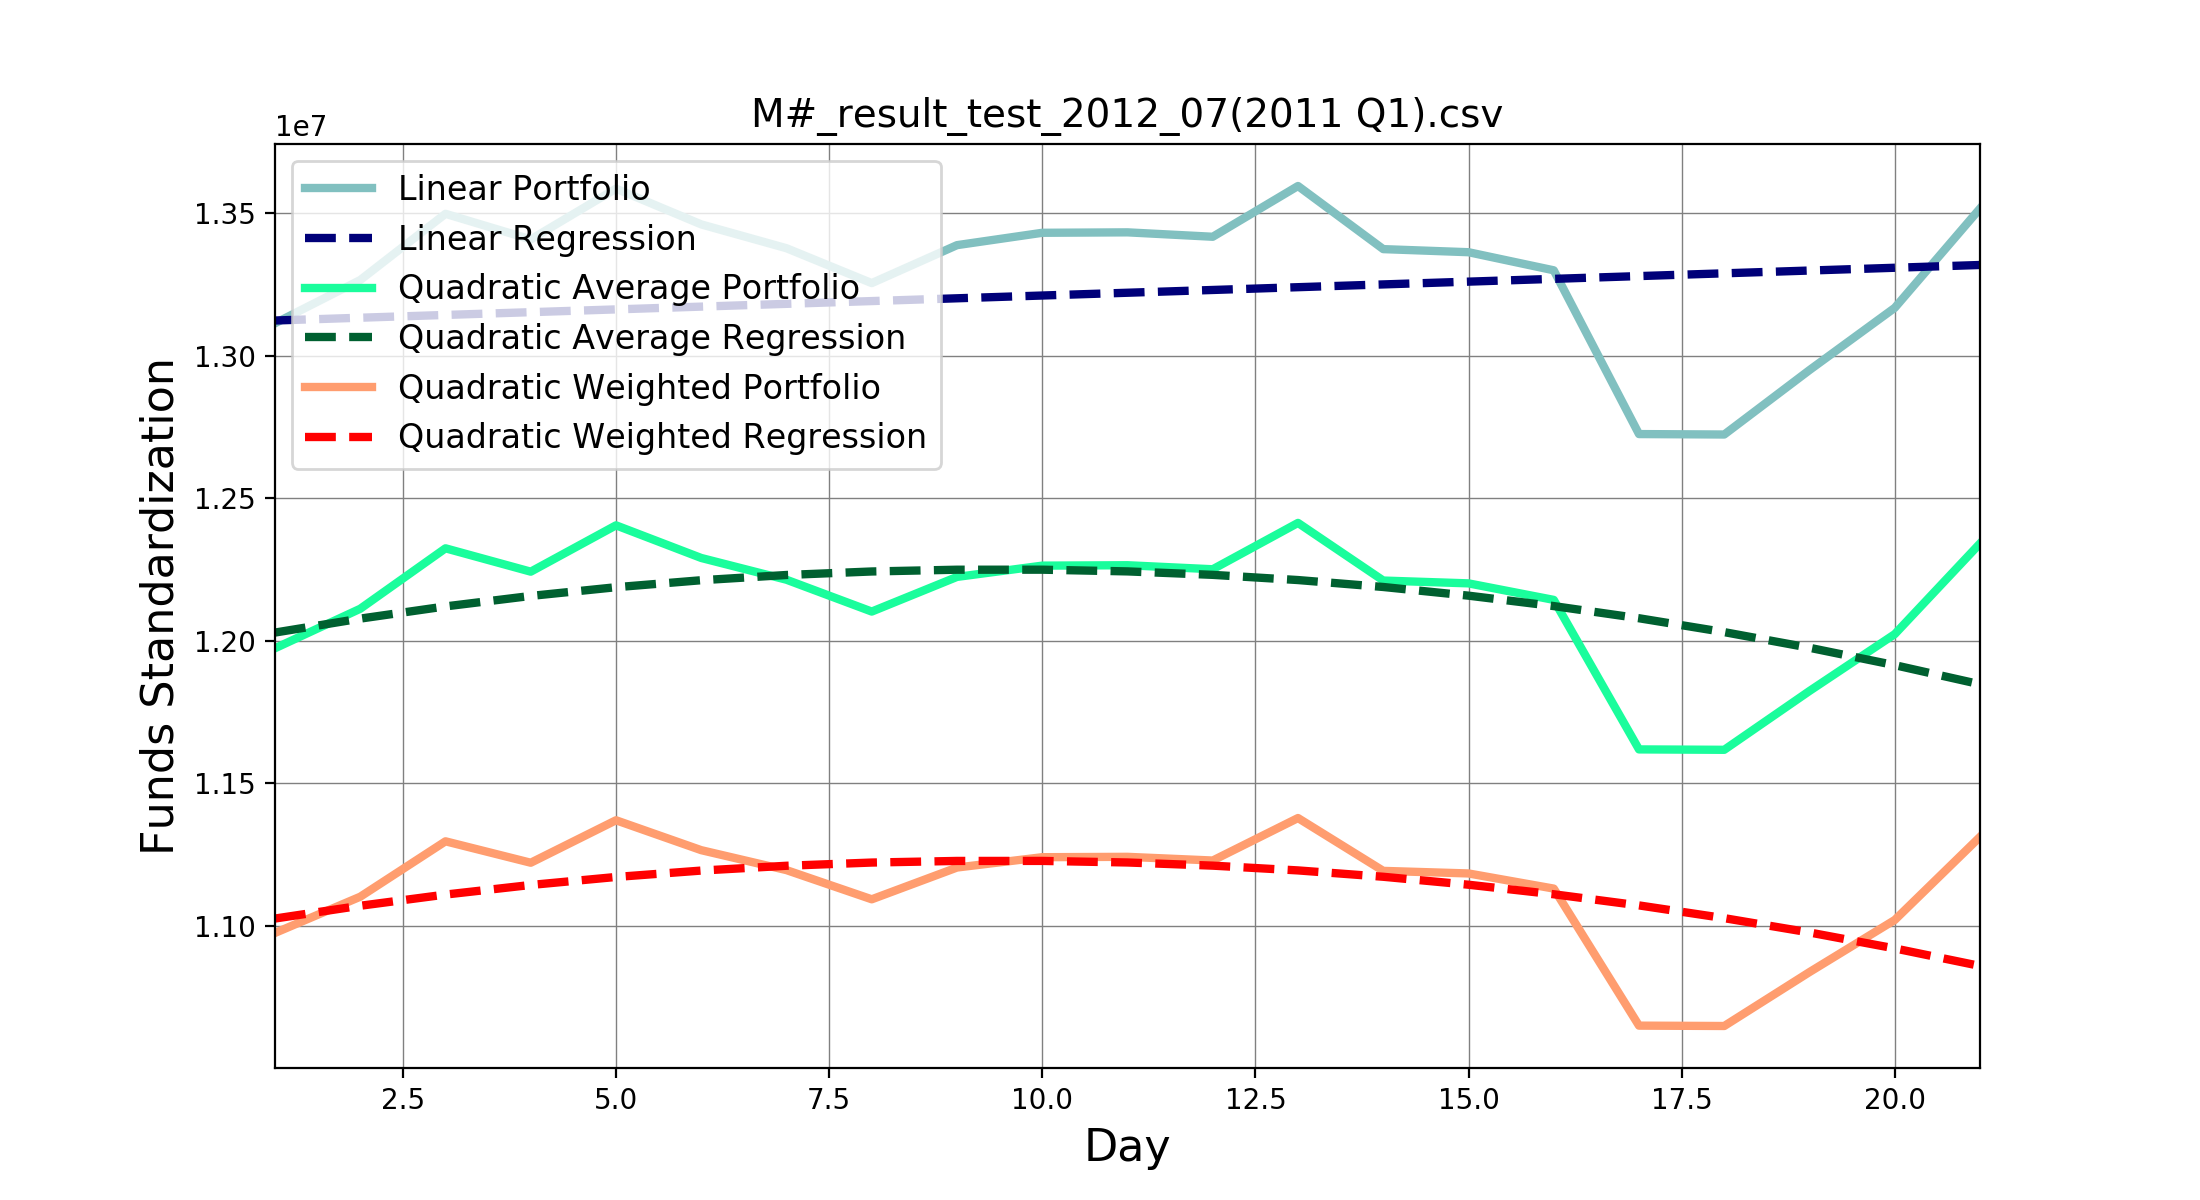 M#_result_test_2012_07(2011 Q1).csv
1e7
Linear Portfolio
Linear Regression
Quadratic Average Portfolio
Quadratic Average Regression
Quadratic Weighted Portfolio
Quadratic Weighted Regression
1.35
1.30
1.25
1.20
1.15
1.10
Funds Standardization
2.5 5.0 7.5 10.0 12.5 15.0 17.5 20.0
Day